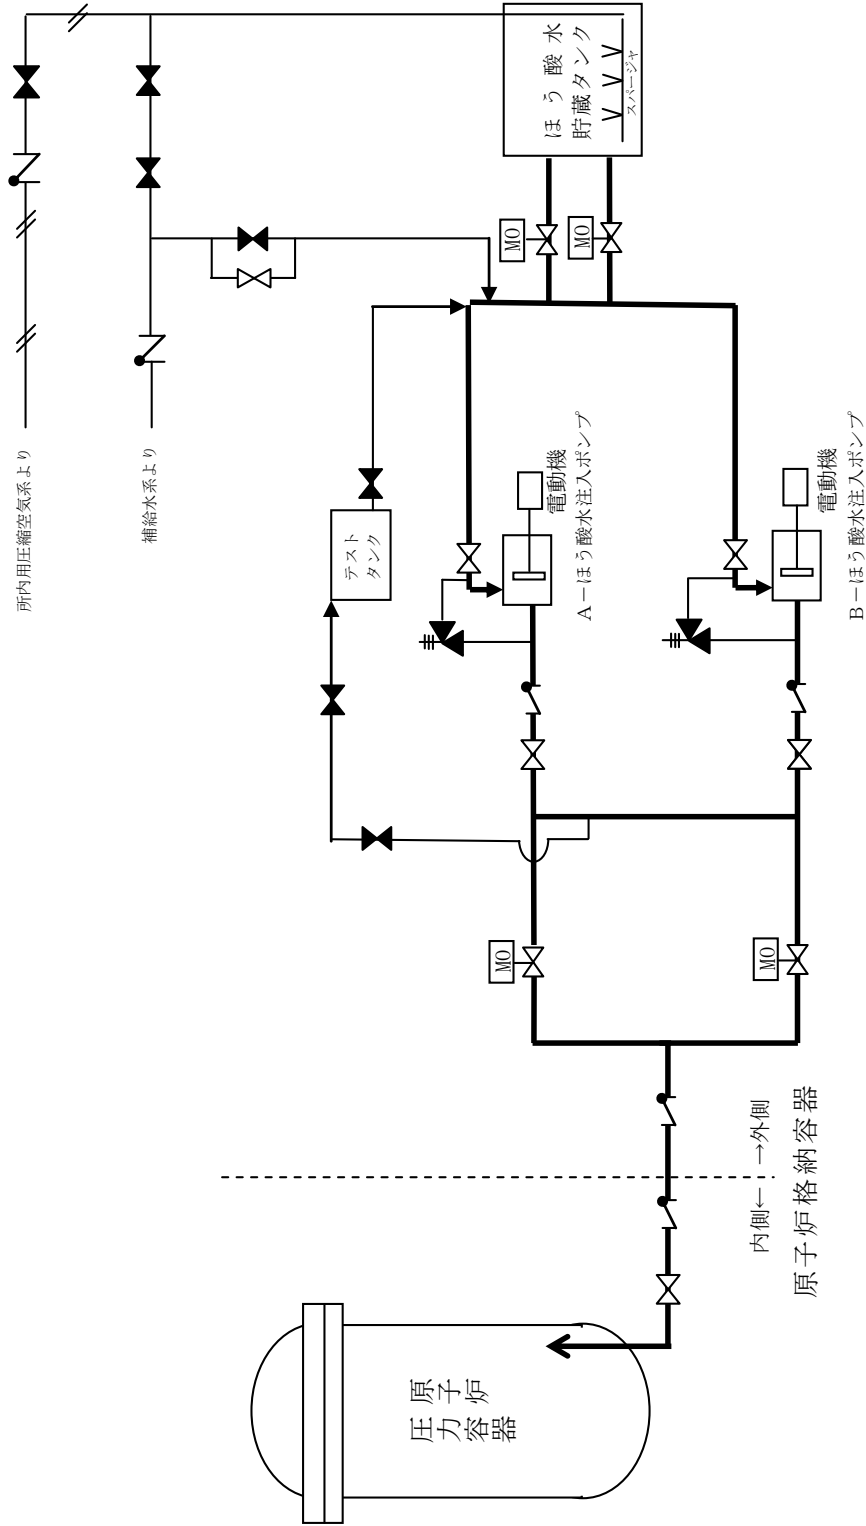 所内用圧縮空気系より
補給水系より
ほう酸水
貯蔵タンク
スパージャ
MO
MO
テスト
タンク
電動機
A－ほう酸水注入ポンプ
電動機
B－ほう酸水注入ポンプ
MO
MO
内側← →外側
原子炉格納容器
原子炉
圧力容器